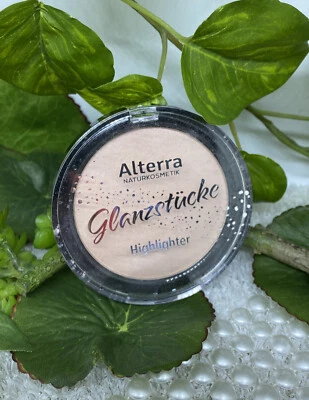 Alterra
NATURKOSMETIK
Glanzstücke
Highlighter